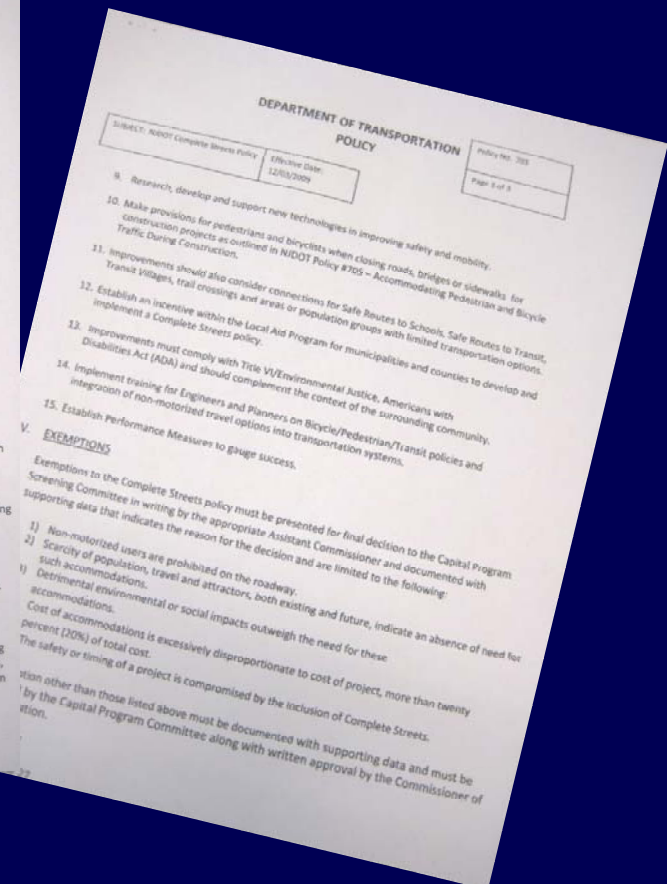 DEPARTMENT OF TRANSPORTATION
POLICY
SUBJECT: NJDOT Complete Streets Policy
Effective Date:
12/03/2009
Policy No. 703
Page 3 of 3
9. Research, develop and support new technologies in improving safety and mobility.
10. Make provisions for pedestrians and bicyclists when closing roads, bridges or sidewalks for
construction projects as outlined in NJDOT Policy #705 – Accommodating Pedestrian and Bicycle
Traffic During Construction.
11. Improvements should also consider connections for Safe Routes to Schools, Safe Routes to Transit,
Transit Villages, trail crossings and areas or population groups with limited transportation options.
12. Establish an incentive within the Local Aid Program for municipalities and counties to develop and
implement a Complete Streets policy.
13. Improvements must comply with Title VI/Environmental Justice, Americans with
Disabilities Act (ADA) and should complement the context of the surrounding community.
14. Implement training for Engineers and Planners on Bicycle/Pedestrian/Transit policies and
integration of non-motorized travel options into transportation systems.
15. Establish Performance Measures to gauge success.
V. EXEMPTIONS
Exemptions to the Complete Streets policy must be presented for final decision to the Capital Program
Screening Committee in writing by the appropriate Assistant Commissioner and documented with
supporting data that indicates the reason for the decision and are limited to the following:
1) Non-motorized users are prohibited on the roadway.
2) Scarcity of population, travel and attractors, both existing and future, indicate an absence of need for
such accommodations.
) Detrimental environmental or social impacts outweigh the need for these
accommodations.
Cost of accommodations is excessively disproportionate to cost of project, more than twenty
percent (20%) of total cost.
The safety or timing of a project is compromised by the inclusion of Complete Streets.
ption other than those listed above must be documented with supporting data and must be
by the Capital Program Committee along with written approval by the Commissioner of
ation.